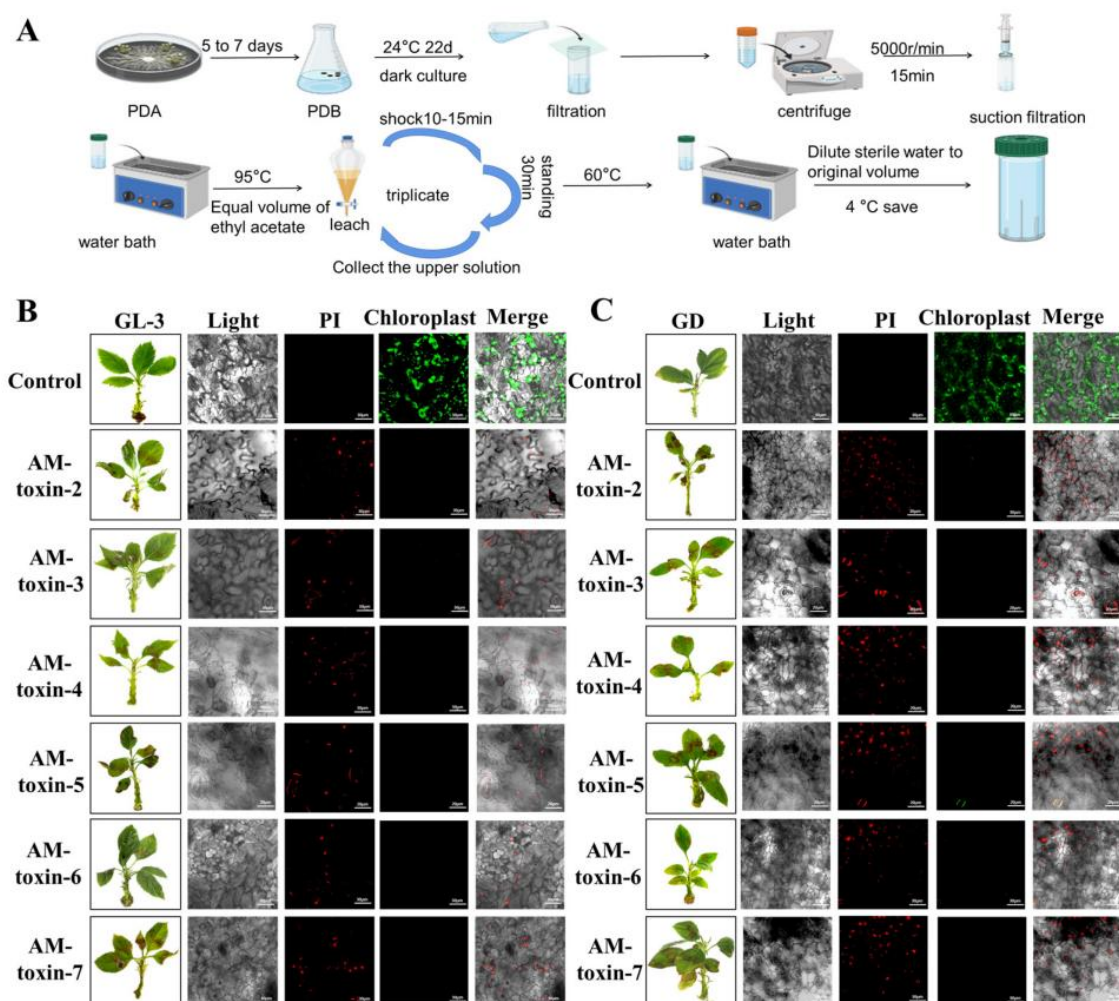 A
5 to 7 days
24°C 22d
dark culture
5000r/min
15min
PDA
PDB
filtration
centrifuge
suction filtration
shock10-15min
95°C
Equal volume of
ethyl acetate
leach
triplicate
standing
30min
60°C
Dilute sterile water to
original volume
4 °C save
water bath
Collect the upper solution
water bath
B
GL-3 Light PI Chloroplast Merge
Control
AM-
toxin-2
AM-
toxin-3
AM-
toxin-4
AM-
toxin-5
AM-
toxin-6
AM-
toxin-7
C
GD Light PI Chloroplast Merge
Control
AM-
toxin-2
AM-
toxin-3
AM-
toxin-4
AM-
toxin-5
AM-
toxin-6
AM-
toxin-7